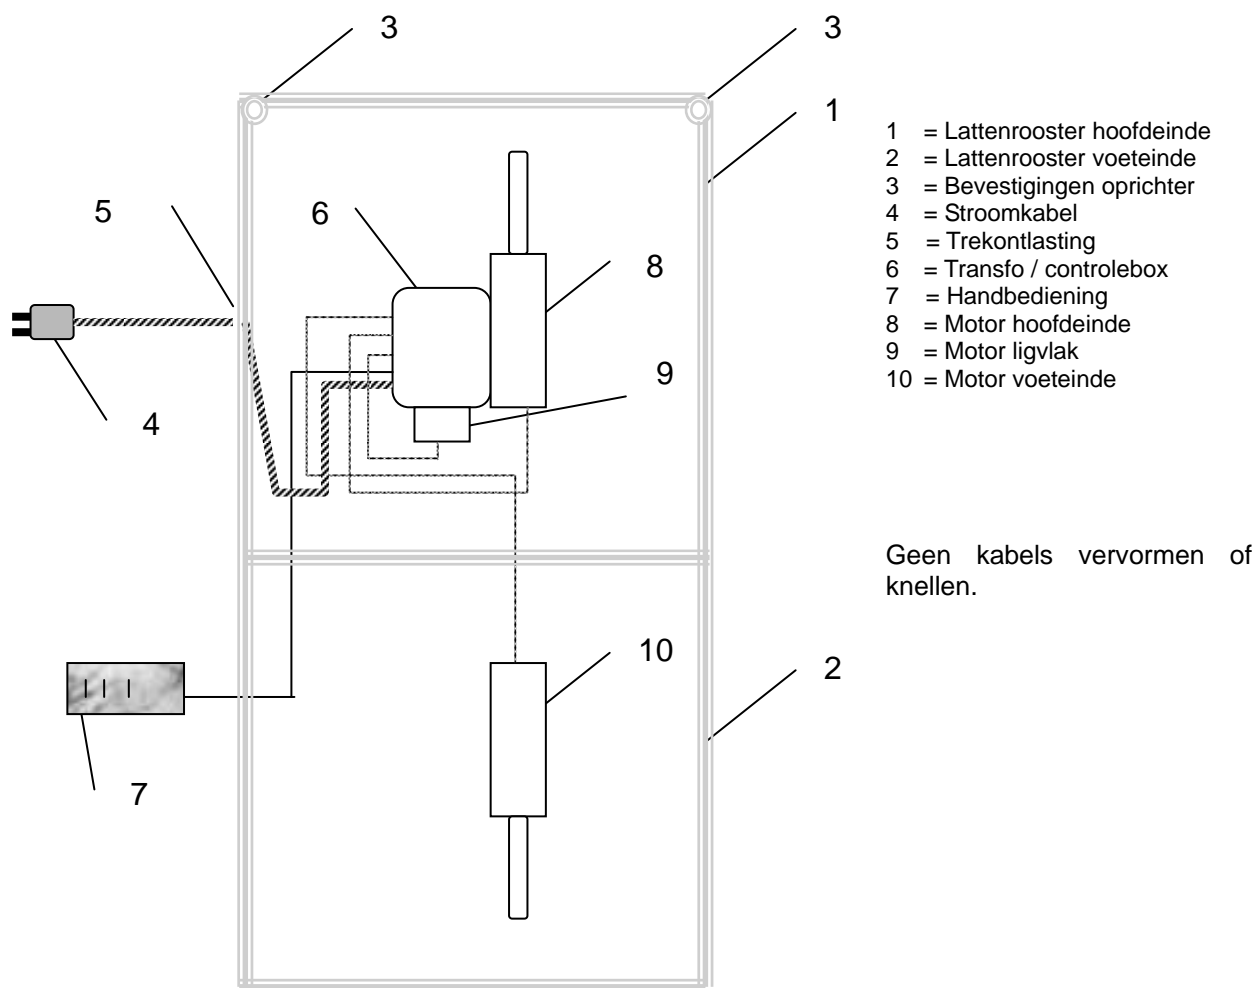 3
3
1
5
6
8
9
4
10
2
7
1 = Lattenrooster hoofdeinde
2 = Lattenrooster voeteinde
3 = Bevestigingen oprichter
4 = Stroomkabel
5 = Trekontlasting
6 = Transfo / controlebox
7 = Handbediening
8 = Motor hoofdeinde
9 = Motor ligvlak
10 = Motor voeteinde
Geen kabels vervormen of
knellen.